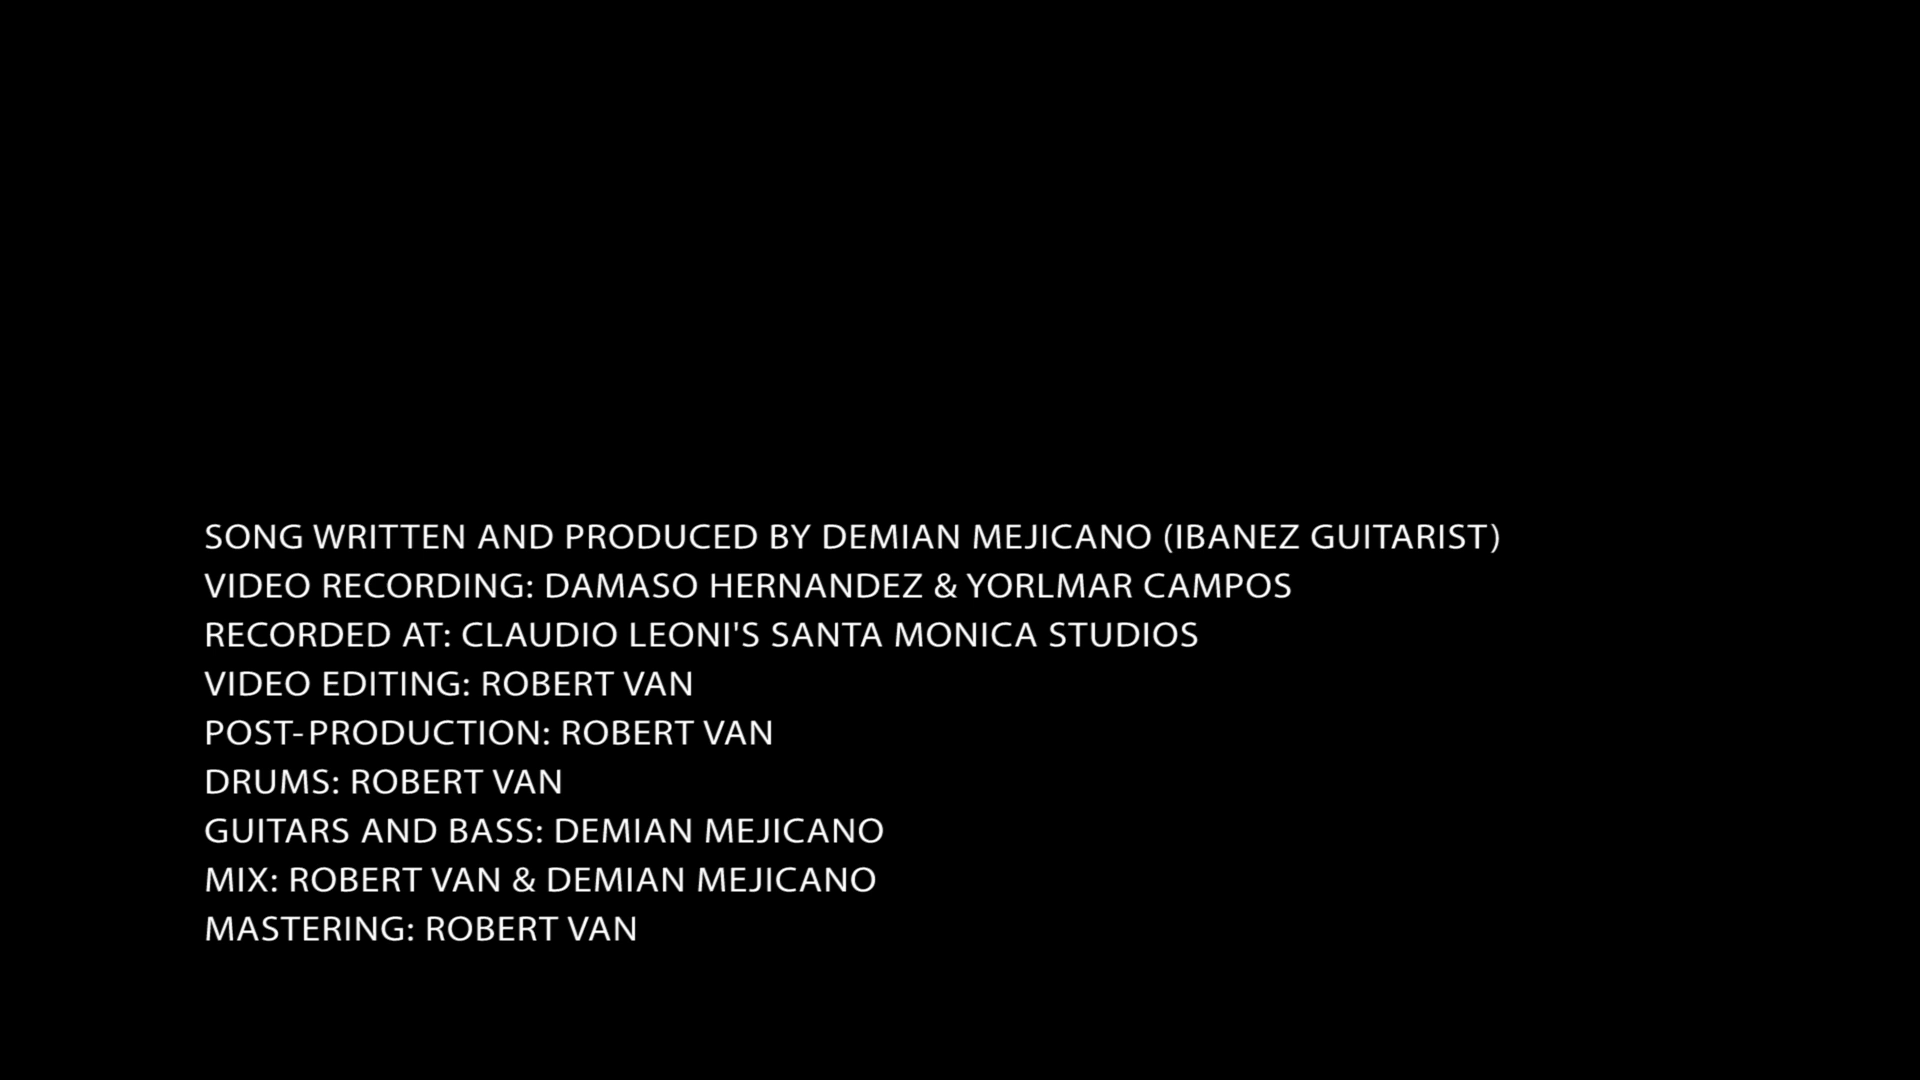 SONG WRITTEN AND PRODUCED BY DEMIAN MEJICANO (IBANEZ GUITARIST)
VIDEO RECORDING: DAMASO HERNANDEZ & YORLMAR CAMPOS
RECORDED AT: CLAUDIO LEONI'S SANTA MONICA STUDIOS
VIDEO EDITING: ROBERT VAN
POST-PRODUCTION: ROBERT VAN
DRUMS: ROBERT VAN
GUITARS AND BASS: DEMIAN MEJICANO
MIX: ROBERT VAN & DEMIAN MEJICANO
MASTERING: ROBERT VAN